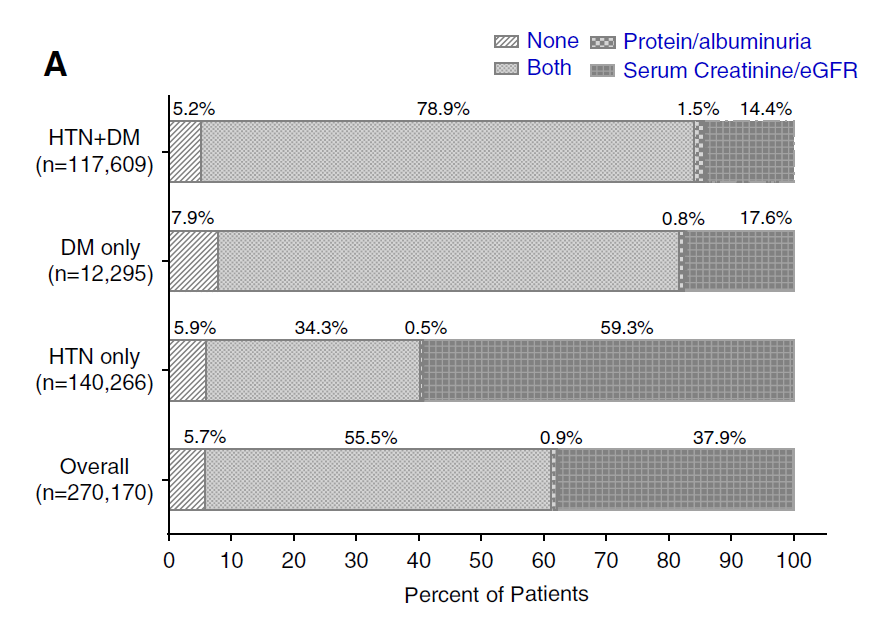 A
None Protein/albuminuria
Both Serum Creatinine/eGFR
5.2% 78.9% 1.5% 14.4%
HTN+DM
(n=117,609)
7.9% 0.8% 17.6%
DM only
(n=12,295)
5.9% 34.3% 0.5% 59.3%
HTN only
(n=140,266)
5.7% 55.5% 0.9% 37.9%
Overall
(n=270,170)
0 10 20 30 40 50 60 70 80 90 100
Percent of Patients